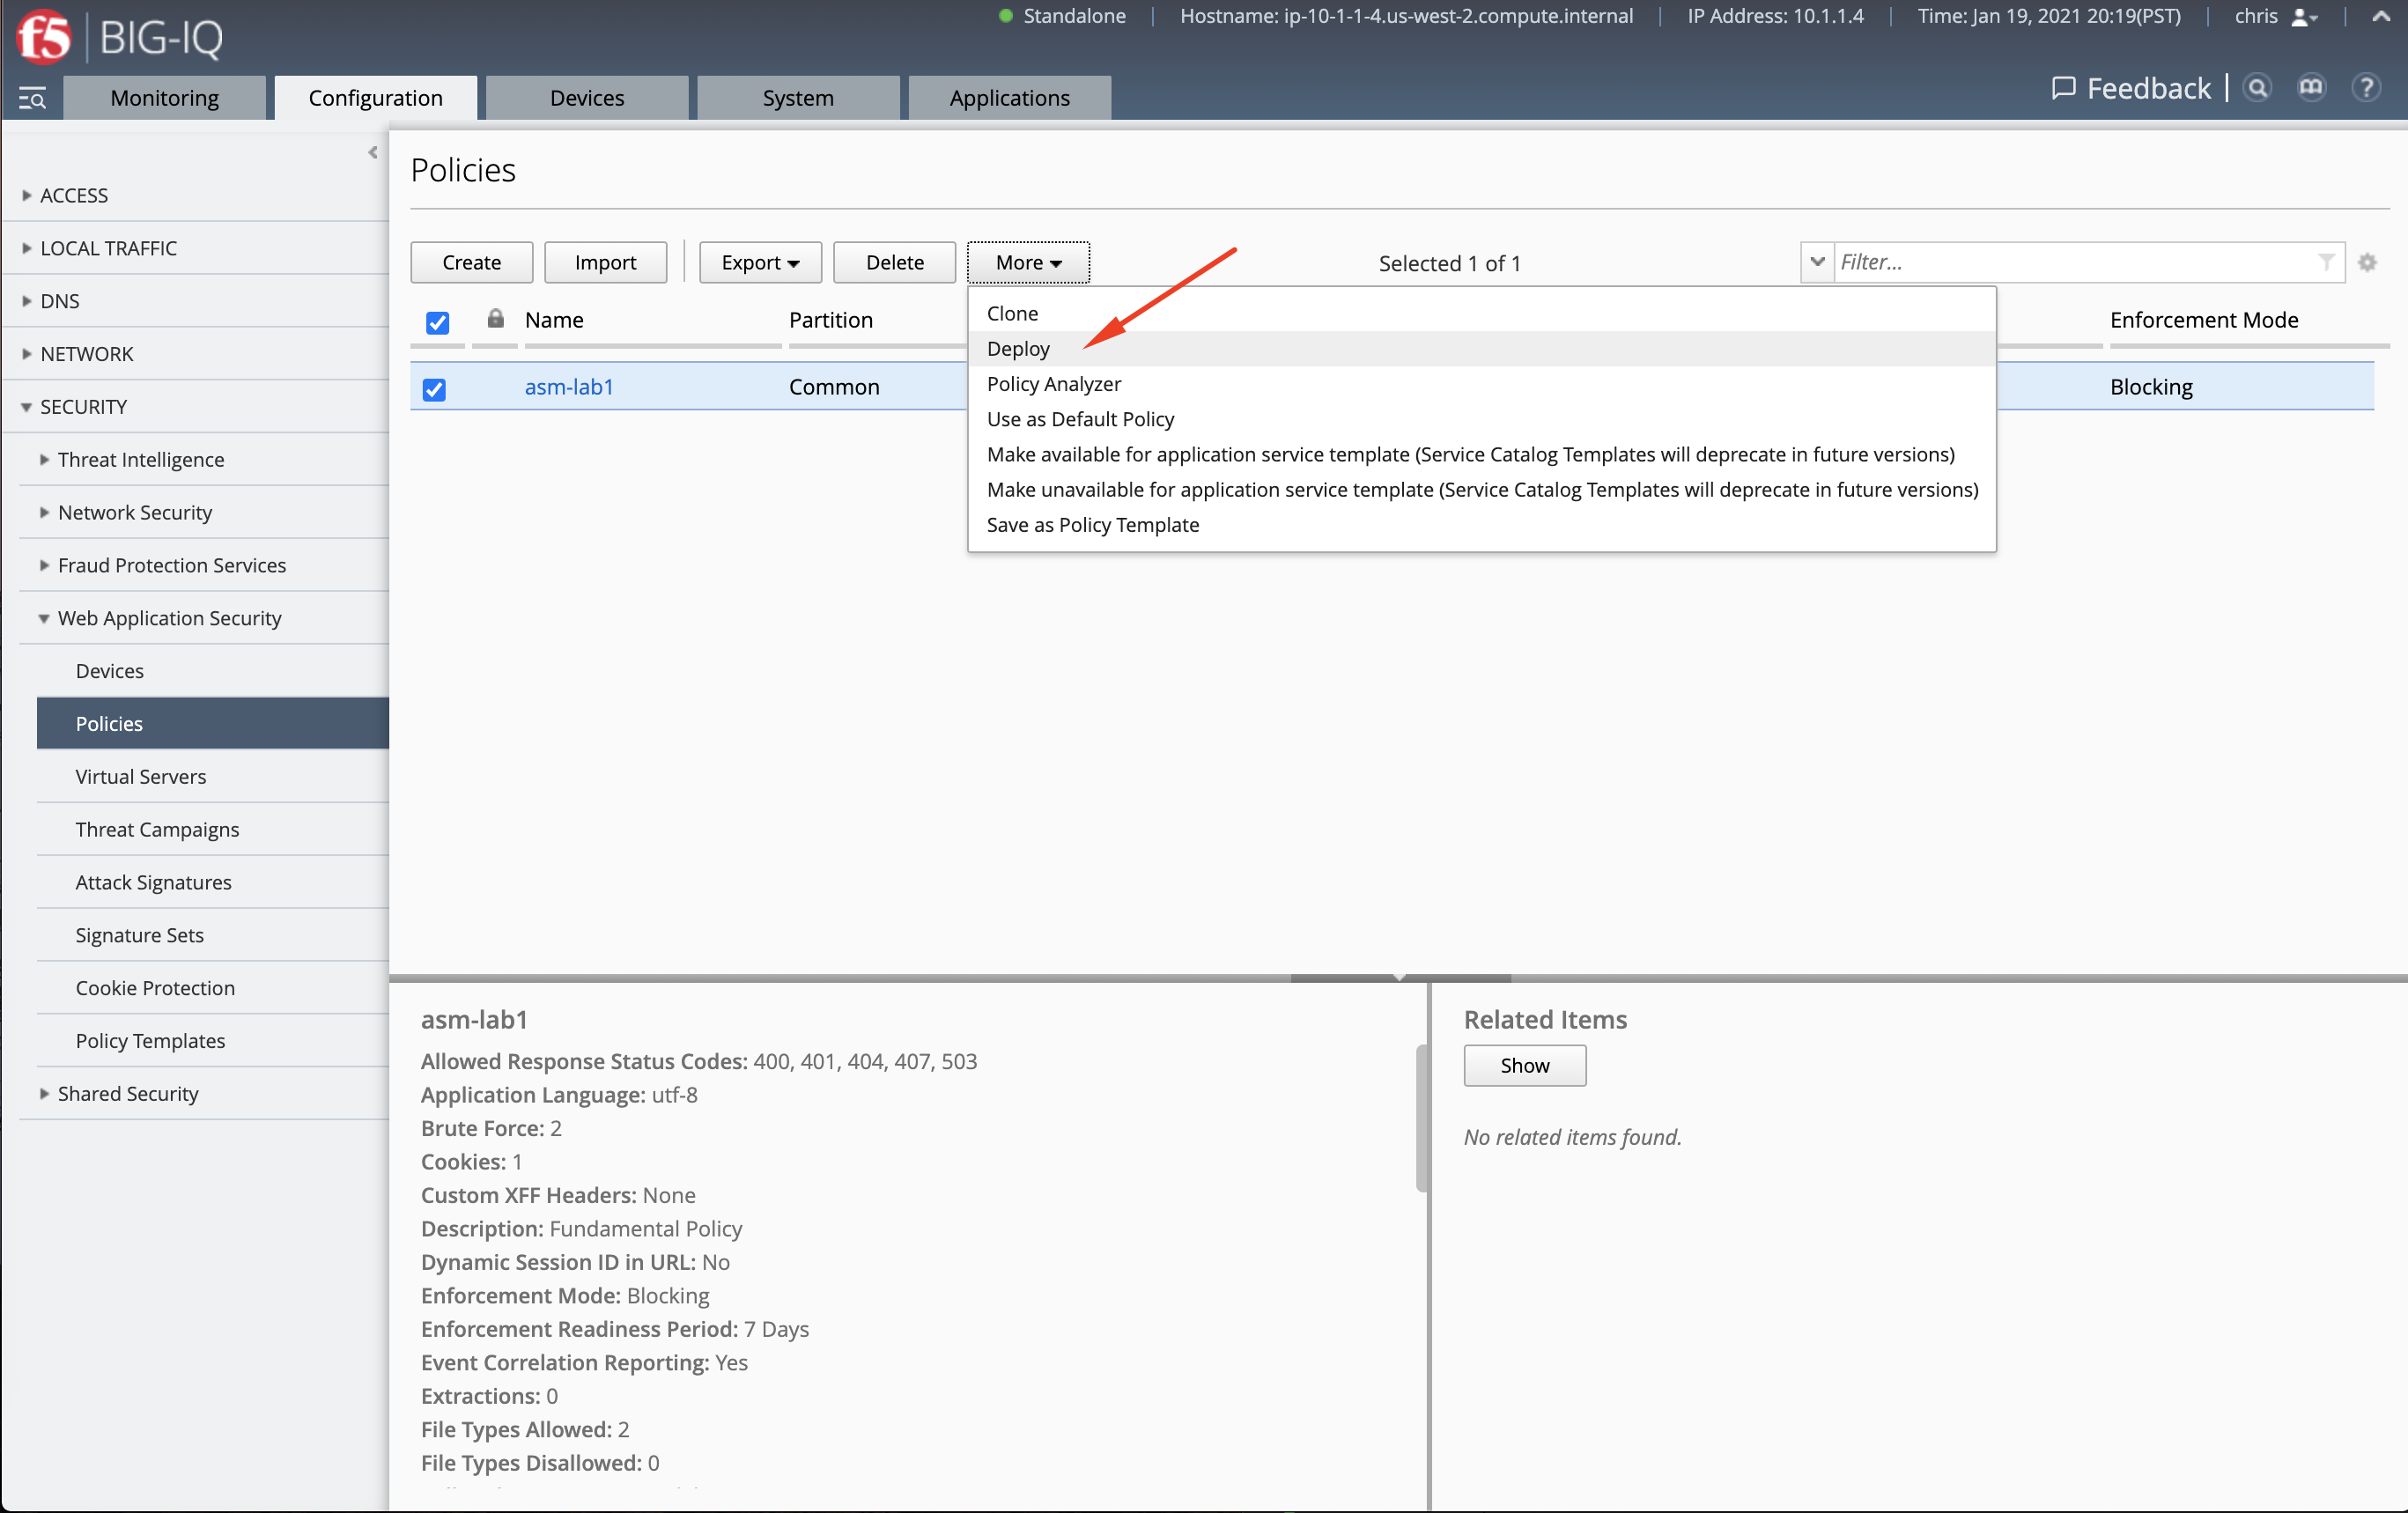 f5 BIG-IQ
Standalone | Hostname: ip-10-1-1-4.us-west-2.compute.internal | IP Address: 10.1.1.4 | Time: Jan 19, 2021 20:19(PST) | chris
Monitoring Configuration Devices System Applications
Feedback
ACCESS
LOCAL TRAFFIC
DNS
NETWORK
SECURITY
Threat Intelligence
Network Security
Fraud Protection Services
Web Application Security
Devices
Policies
Virtual Servers
Threat Campaigns
Attack Signatures
Signature Sets
Cookie Protection
Policy Templates
Shared Security
Policies
Create Import Export Delete More Selected 1 of 1 Filter...
Name Partition Enforcement Mode
asm-lab1 Common Blocking
Clone
Deploy
Policy Analyzer
Use as Default Policy
Make available for application service template (Service Catalog Templates will deprecate in future versions)
Make unavailable for application service template (Service Catalog Templates will deprecate in future versions)
Save as Policy Template
asm-lab1
Allowed Response Status Codes: 400, 401, 404, 407, 503
Application Language: utf-8
Brute Force: 2
Cookies: 1
Custom XFF Headers: None
Description: Fundamental Policy
Dynamic Session ID in URL: No
Enforcement Mode: Blocking
Enforcement Readiness Period: 7 Days
Event Correlation Reporting: Yes
Extractions: 0
File Types Allowed: 2
File Types Disallowed: 0
Related Items
Show
No related items found.